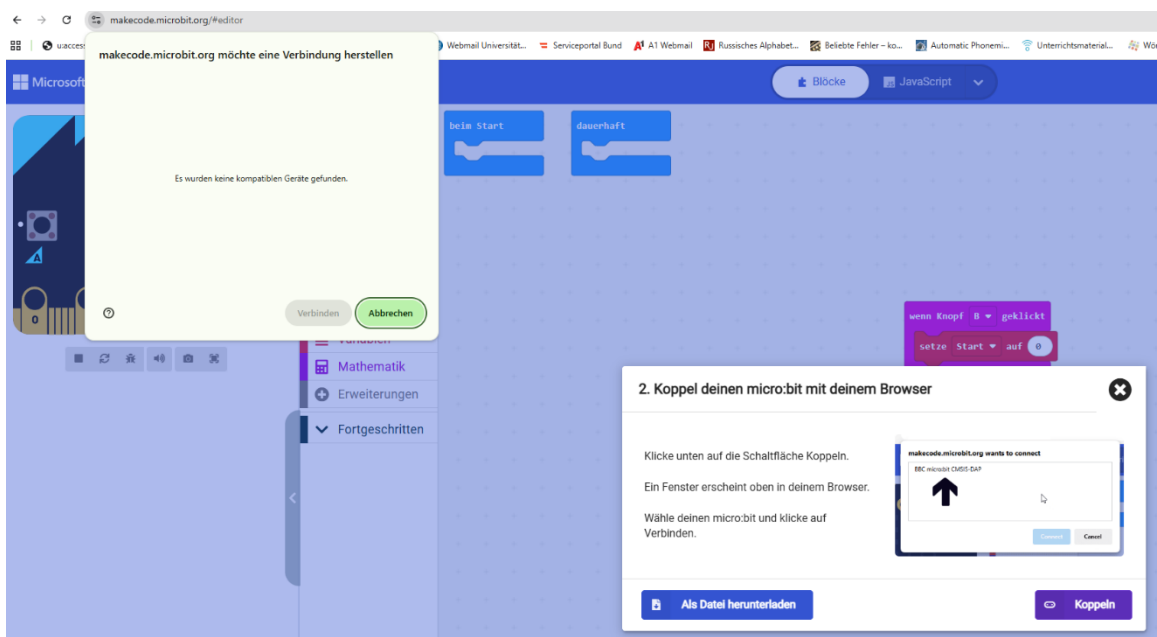 makecode.microbit.org/#editor
Webmail Universität...
Serviceportal Bund
A1 Webmail
Russisches Alphabet...
Beliebte Fehler – ko...
Automatic Phonemi...
Unterrichtsmaterial...
makecode.microbit.org möchte eine Verbindung herstellen
Es wurden keine kompatiblen Geräte gefunden.
Verbinden
Abbrechen
Microsoft
Blöcke
JavaScript
beim Start
dauerhaft
A
0
Variablen
Mathematik
Erweiterungen
Fortgeschritten
wenn Knopf B geklickt
setze Start auf 0
2. Koppel deinen micro:bit mit deinem Browser
Klicke unten auf die Schaltfläche Koppeln.
Ein Fenster erscheint oben in deinem Browser.
Wähle deinen micro:bit und klicke auf
Verbinden.
makecode.microbit.org wants to connect
BBC microbit CMSIS-DAP
Connect
Cancel
Als Datei herunterladen
Koppeln